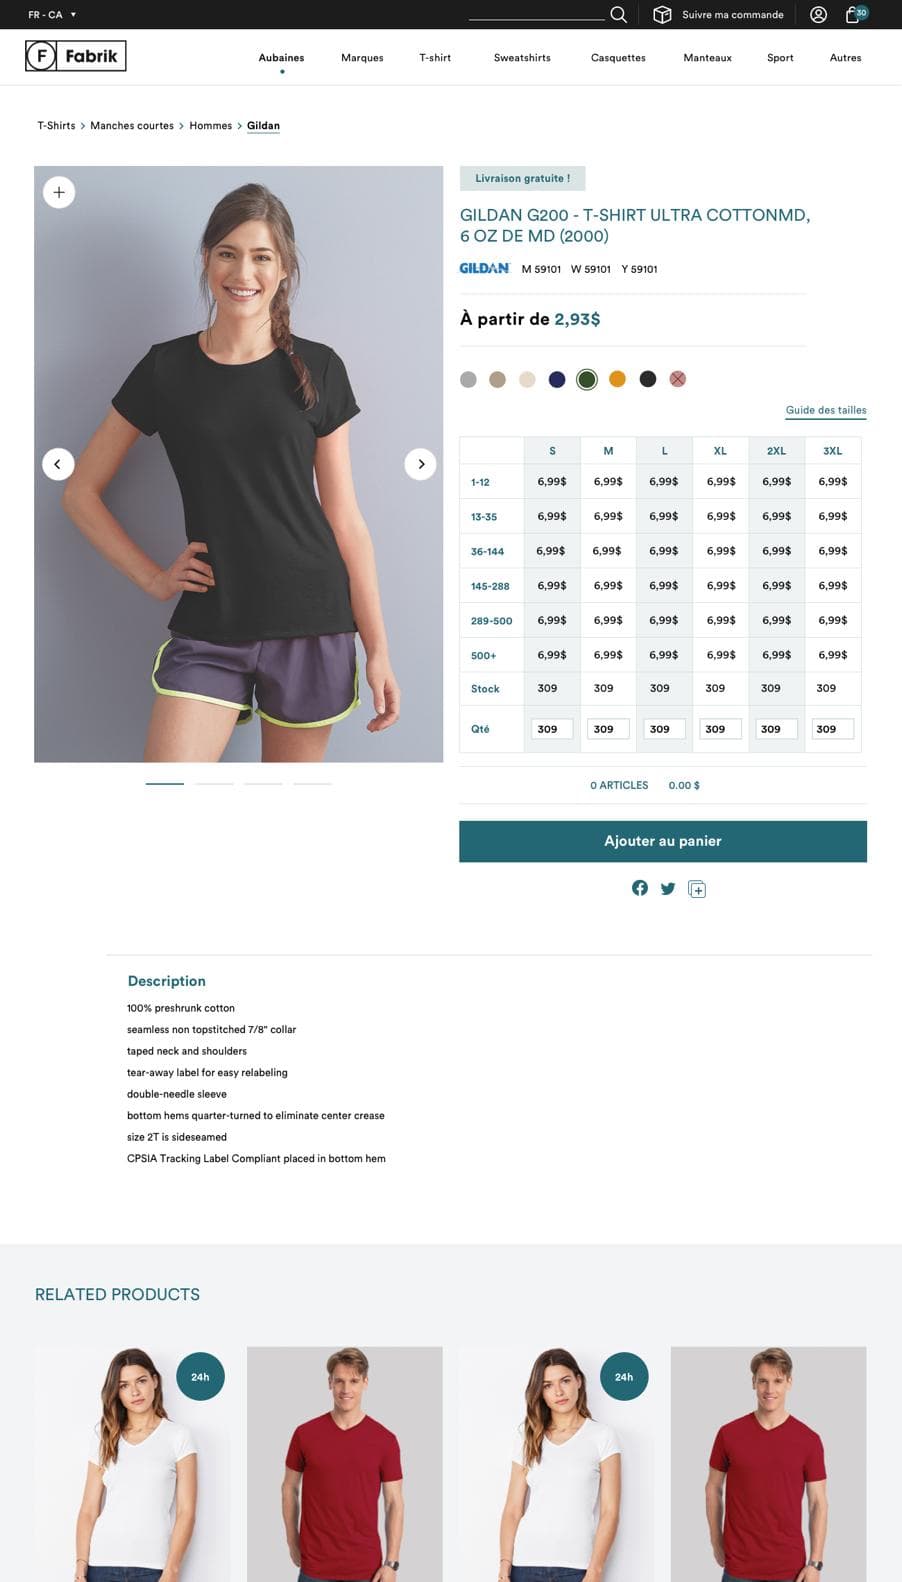 FR - CA
Suivre ma commande
30
F Fabrik
Aubaines Marques T-shirt Sweatshirts Casquettes Manteaux Sport Autres
T-Shirts > Manches courtes > Hommes > Gildan
Livraison gratuite !
GILDAN G200 - T-SHIRT ULTRA COTTONMD,
6 OZ DE MD (2000)
GILDAN M 59101 W 59101 Y 59101
À partir de 2,93$
Guide des tailles
S M L XL 2XL 3XL
1-12 6,99$ 6,99$ 6,99$ 6,99$ 6,99$ 6,99$
13-35 6,99$ 6,99$ 6,99$ 6,99$ 6,99$ 6,99$
36-144 6,99$ 6,99$ 6,99$ 6,99$ 6,99$ 6,99$
145-288 6,99$ 6,99$ 6,99$ 6,99$ 6,99$ 6,99$
289-500 6,99$ 6,99$ 6,99$ 6,99$ 6,99$ 6,99$
500+ 6,99$ 6,99$ 6,99$ 6,99$ 6,99$ 6,99$
Stock 309 309 309 309 309 309
Qté 309 309 309 309 309 309
0 ARTICLES 0.00 $
Ajouter au panier
Description
100% preshrunk cotton
seamless non topstitched 7/8" collar
taped neck and shoulders
tear-away label for easy relabeling
double-needle sleeve
bottom hems quarter-turned to eliminate center crease
size 2T is sideseamed
CPSIA Tracking Label Compliant placed in bottom hem
RELATED PRODUCTS
24h 24h